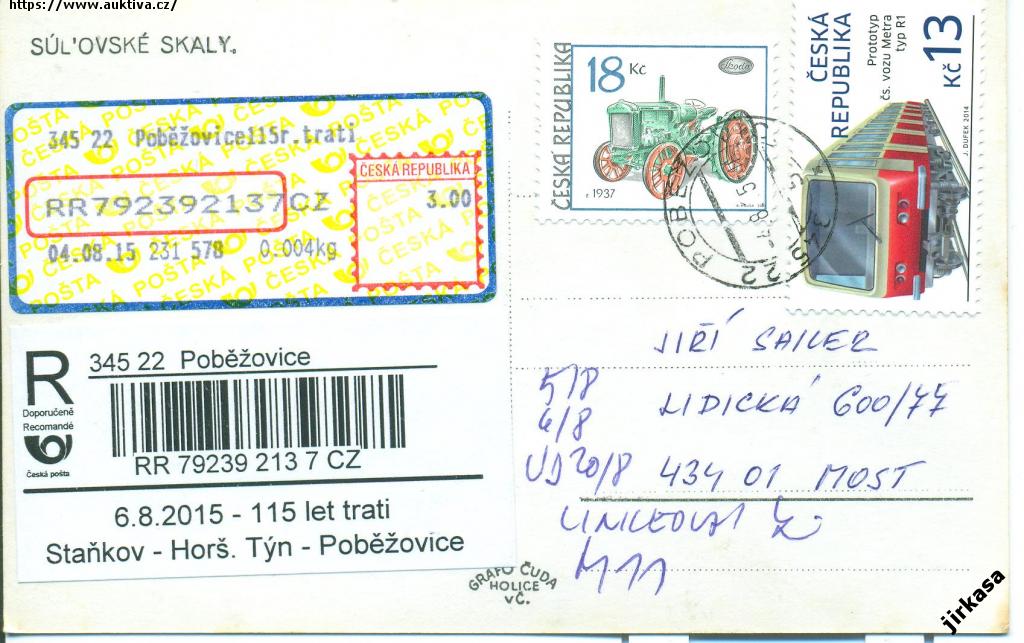 https://www.auktiva.cz/
SÚL'OVSKÉ SKALY.
345 22 Poběžovice115r.trati
ČESKÁ REPUBLIKA
3.00
RR792392137CZ
04.08.15 231 578 0.004kg
ČESKÁ POŠTA
R
Doporučeně
Recomandé
Česká pošta
345 22 Poběžovice
RR 79239 213 7 CZ
6.8.2015 - 115 let trati
Staňkov - Horš. Týn - Poběžovice
ČESKÁ REPUBLIKA
18 Kč
Škoda
r. 1937
ČESKÁ
REPUBLIKA
Prototyp
čs. vozu Metra
typ R1
Kč 13
J. DUFEK 2014
JIŘÍ SAILER
LIDICKÁ 600/77
434 01 MOST
5/8
6/8
20/8
GRAFO ČUDA
HOLICE
VČ.
jirkasa